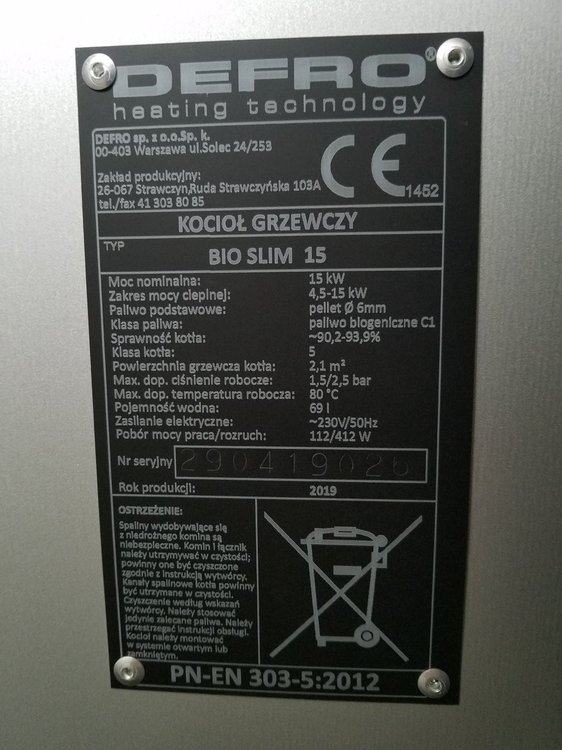 DEFRO®
heating technology
DEFRO sp. z o.o.Sp. k.
00-403 Warszawa ul.Solec 24/253
Zakład produkcyjny:
26-067 Strawczyn,Ruda Strawczyńska 103A
tel./fax 41 303 80 85
CE 1452
KOCIOŁ GRZEWCZY
TYP
BIO SLIM 15
Moc nominalna: 15 kW
Zakres mocy cieplnej: 4,5-15 kW
Paliwo podstawowe: pellet Ø 6mm
Klasa paliwa: paliwo biogeniczne C1
Sprawność kotła: ~90,2-93,9%
Klasa kotła: 5
Powierzchnia grzewcza kotła: 2,1 m²
Max. dop. ciśnienie robocze: 1,5/2,5 bar
Max. dop. temperatura robocza: 80 °C
Pojemność wodna: 69 l
Zasilanie elektryczne: ~230V/50Hz
Pobór mocy praca/rozruch: 112/412 W
Nr seryjny 290419026
Rok produkcji: 2019
OSTRZEŻENIE:
Spaliny wydobywające się
z niedrożnego komina są
niebezpieczne. Komin i łącznik
należy utrzymywać w czystości;
powinny one być czyszczone
zgodnie z instrukcją wytwórcy.
Kanały spalinowe kotła powinny
być utrzymane w czystości.
Czyszczenie według wskazań
wytwórcy. Należy stosować
jedynie zalecane paliwa. Należy
przestrzegać instrukcji obsługi.
Kocioł należy montować
w systemie otwartym lub
zamkniętym.
PN-EN 303-5:2012